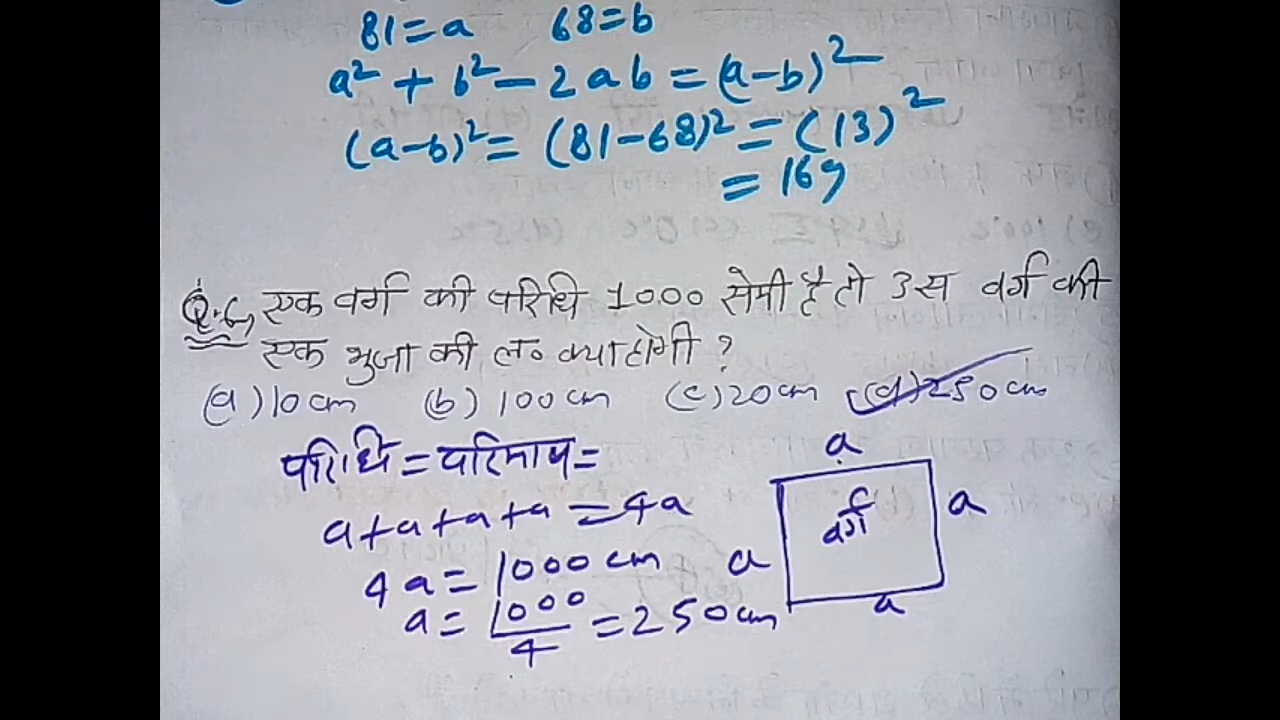 81=a 68=b
a² + b² - 2ab = (a-b)²
(a-b)² = (81-68)² = (13)²
= 169
Q.6, एक वर्ग की परिधि 1000 सेमी है तो उस वर्ग की
एक भुजा की ल० क्या होगी ?
(a) 10 cm (b) 100 cm (c) 20 cm (d) 250 cm
परिधि = परिमाप =
a+a+a+a = 4a
4a = 1000 cm
a = 1000/4 = 250 cm
a
वर्ग
a
a
a